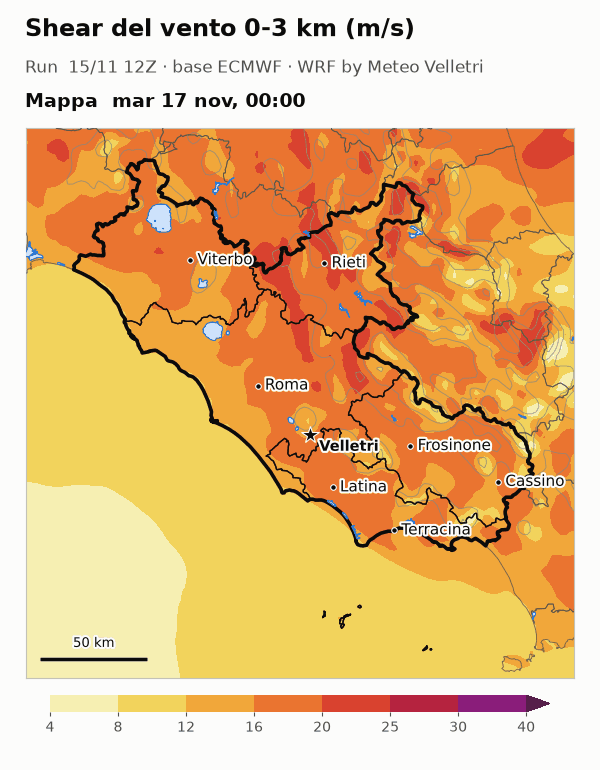 Shear del vento 0-3 km (m/s)
Run  15/11 12Z · base ECMWF · WRF by Meteo Velletri
Mappa  mar 17 nov, 00:00
Viterbo
Rieti
Roma
Velletri
Frosinone
Latina
Cassino
Terracina
50 km
4 8 12 16 20 25 30 40